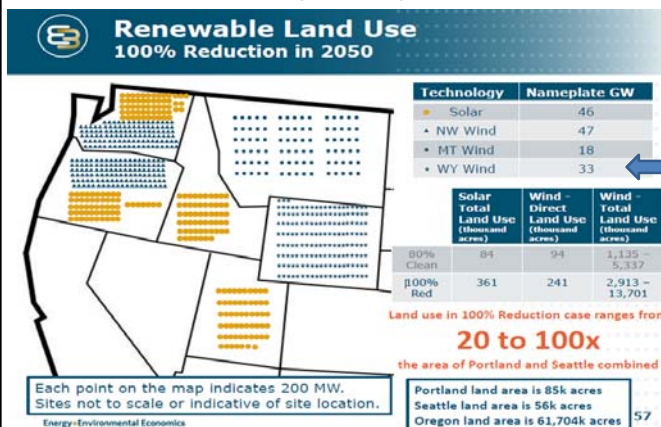 Renewable Land Use
100% Reduction in 2050
Technology Nameplate GW
Solar 46
NW Wind 47
MT Wind 18
WY Wind 33
Solar Total Land Use (thousand acres) Wind – Direct Land Use (thousand acres) Wind – Total Land Use (thousand acres)
80% Clean 84 94 1,135 – 5,337
100% Red 361 241 2,913 – 13,701
Land use in 100% Reduction case ranges from
20 to 100x
the area of Portland and Seattle combined
Each point on the map indicates 200 MW.
Sites not to scale or indicative of site location.
Portland land area is 85k acres
Seattle land area is 56k acres
Oregon land area is 61,704k acres
57
Energy+Environmental Economics